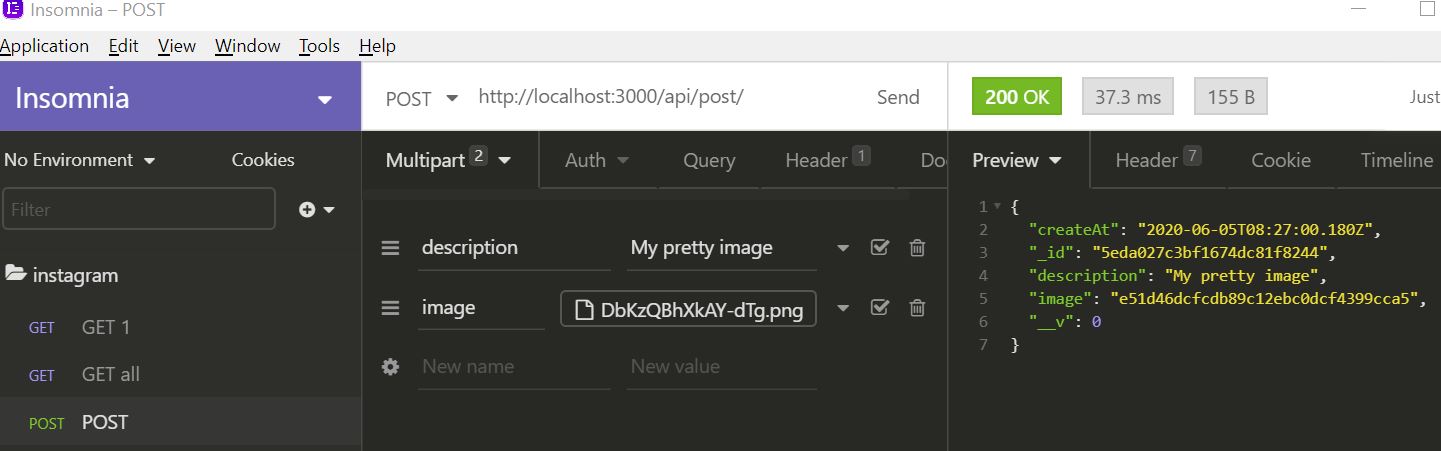 Insomnia – POST
Application Edit View Window Tools Help
Insomnia
POST http://localhost:3000/api/post/ Send
200 OK 37.3 ms 155 B Just
No Environment Cookies
Filter
instagram
GET GET 1
GET GET all
POST POST
Multipart 2 Auth Query Header 1 Do
description My pretty image
image DbKzQBhXkAY-dTg.png
New name New value
Preview Header 7 Cookie Timeline
1 {
2 "createAt": "2020-06-05T08:27:00.180Z",
3 "_id": "5eda027c3bf1674dc81f8244",
4 "description": "My pretty image",
5 "image": "e51d46dcfcdb89c12ebc0dcf4399cca5",
6 "__v": 0
7 }